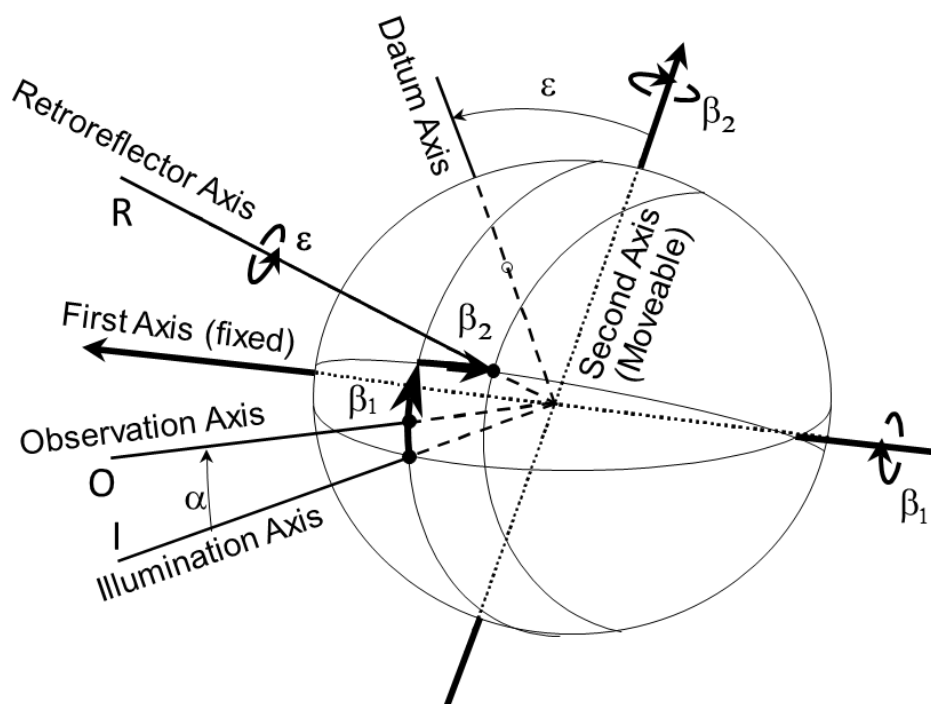 Datum Axis
ε
β2
Retroreflector Axis
R
ε
Second Axis
(Moveable)
First Axis (fixed)
β2
β1
Observation Axis
O
α
I
Illumination Axis
β1